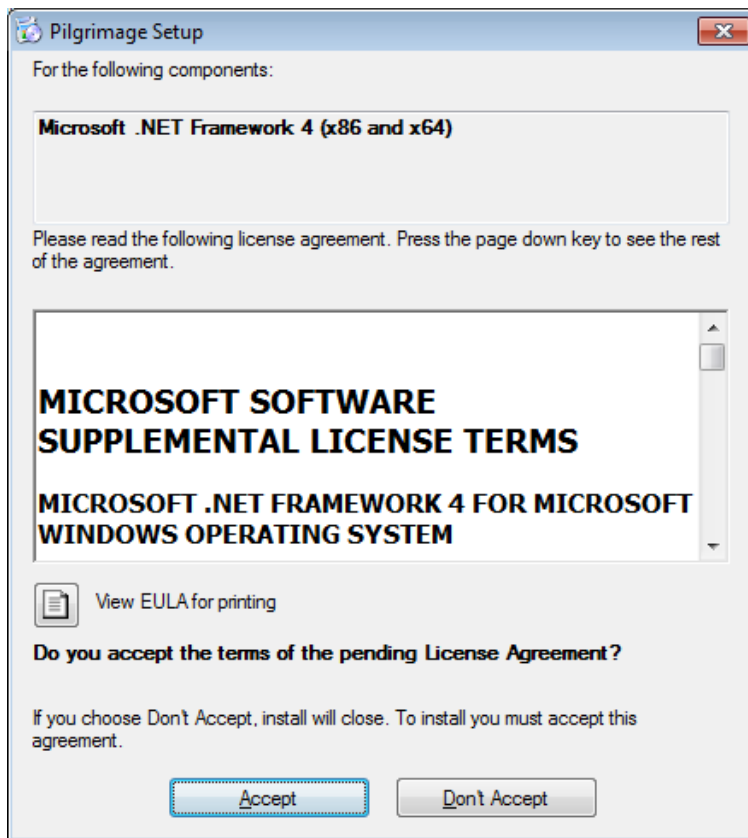 Pilgrimage Setup
For the following components:
Microsoft .NET Framework 4 (x86 and x64)
Please read the following license agreement. Press the page down key to see the rest
of the agreement.
MICROSOFT SOFTWARE
SUPPLEMENTAL LICENSE TERMS
MICROSOFT .NET FRAMEWORK 4 FOR MICROSOFT
WINDOWS OPERATING SYSTEM
View EULA for printing
Do you accept the terms of the pending License Agreement?
If you choose Don't Accept, install will close. To install you must accept this
agreement.
Accept
Don't Accept